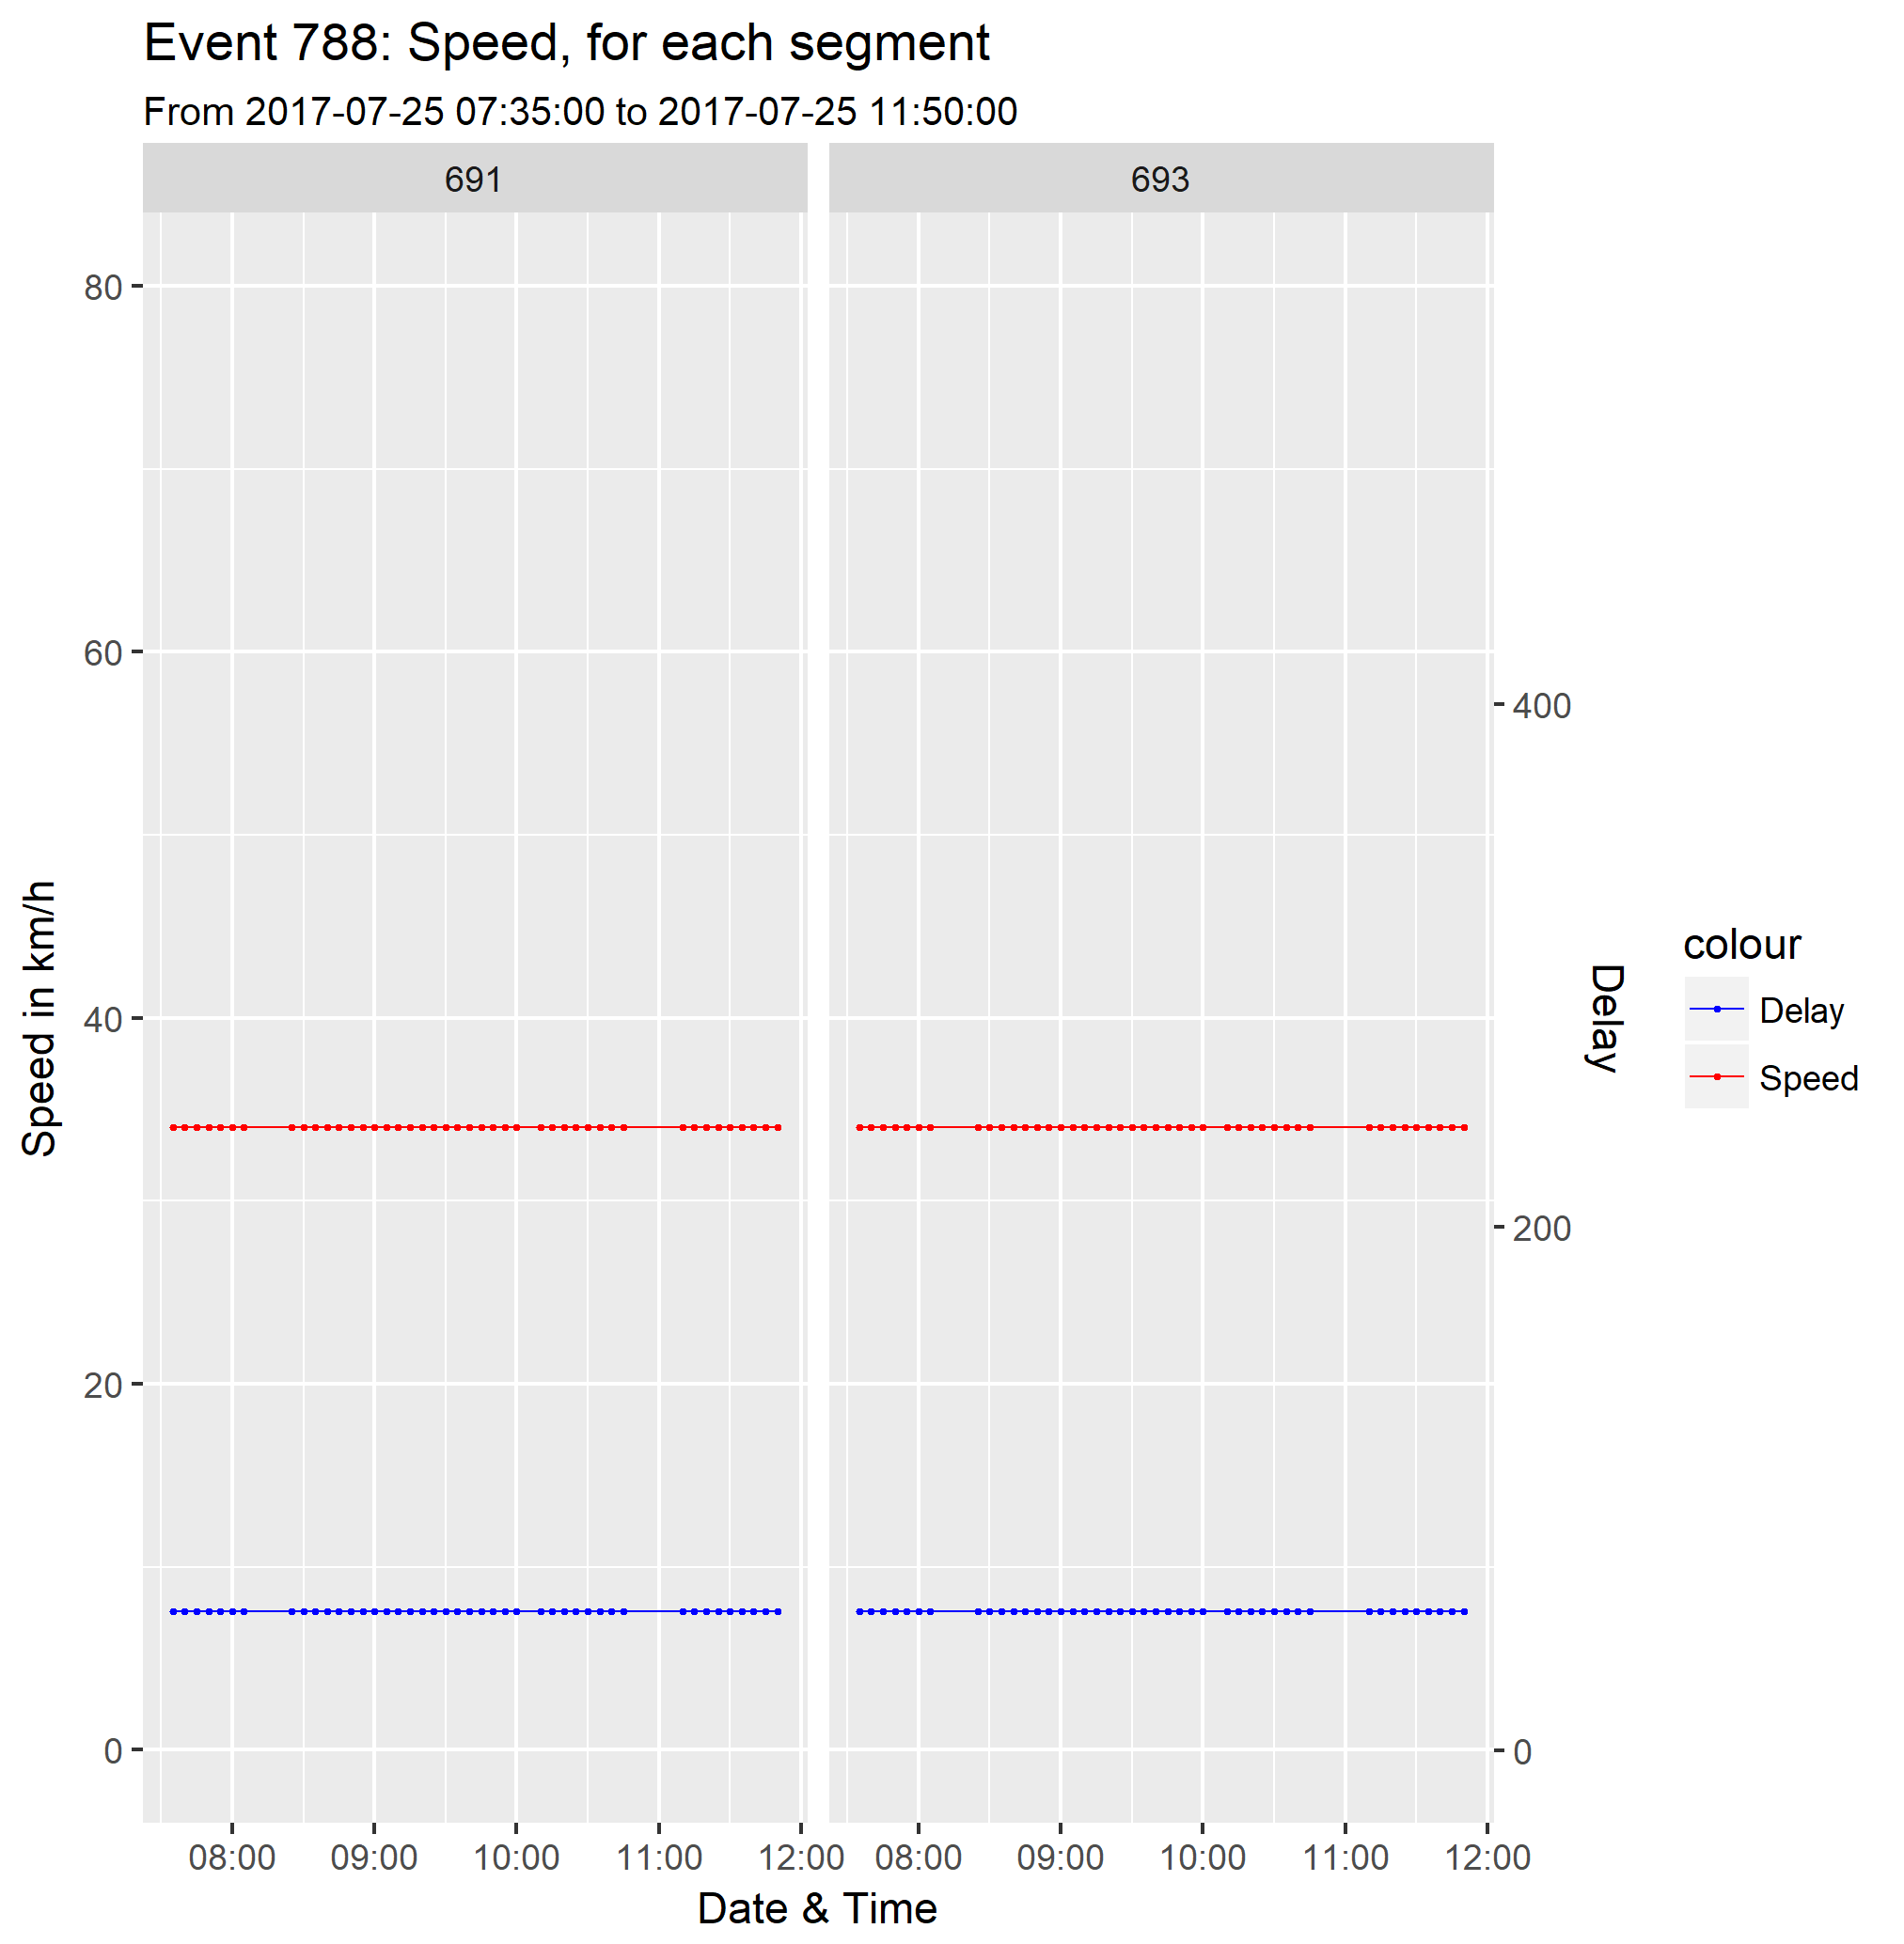 Event 788: Speed, for each segment
From 2017-07-25 07:35:00 to 2017-07-25 11:50:00
691
693
80
60
40
20
0
Speed in km/h
400
200
0
Delay
colour
Delay
Speed
08:00 09:00 10:00 11:00 12:00 08:00 09:00 10:00 11:00 12:00
Date & Time